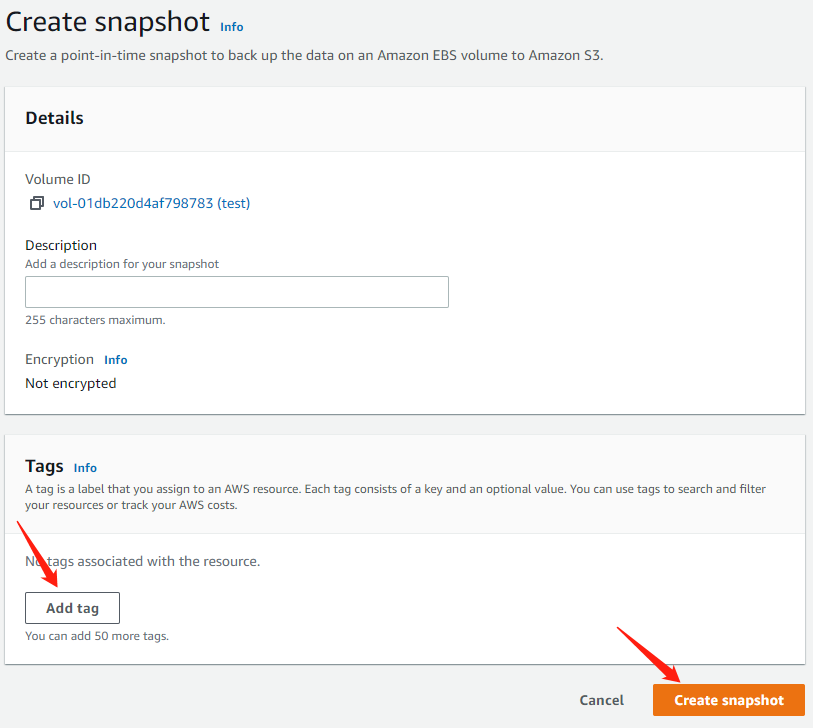 Create snapshot Info
Create a point-in-time snapshot to back up the data on an Amazon EBS volume to Amazon S3.
Details
Volume ID
vol-01db220d4af798783 (test)
Description
Add a description for your snapshot
255 characters maximum.
Encryption Info
Not encrypted
Tags Info
A tag is a label that you assign to an AWS resource. Each tag consists of a key and an optional value. You can use tags to search and filter
your resources or track your AWS costs.
No tags associated with the resource.
Add tag
You can add 50 more tags.
Cancel Create snapshot